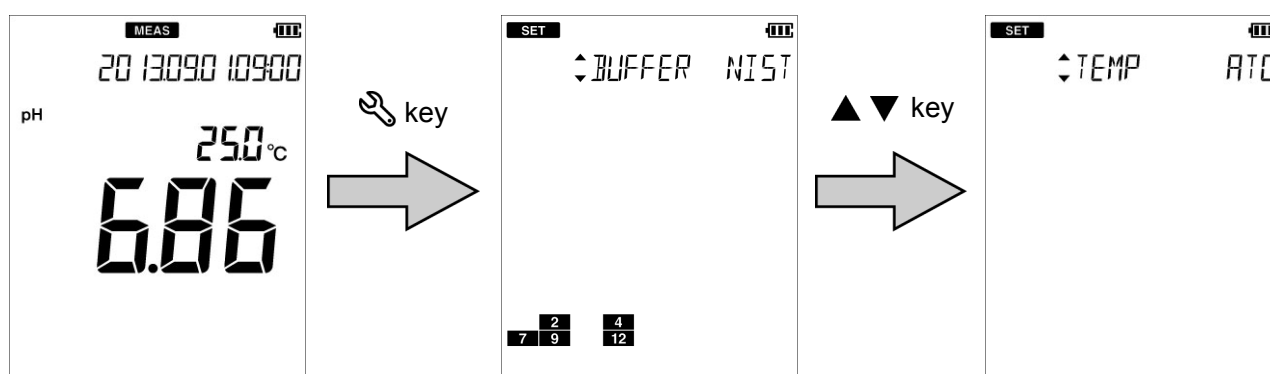 MEAS
2013.09.01.09:00
pH
25.0 °C
6.86
key
SET
BUFFER NIST
2 4
7 9 12
▲ ▼ key
SET
TEMP ATC